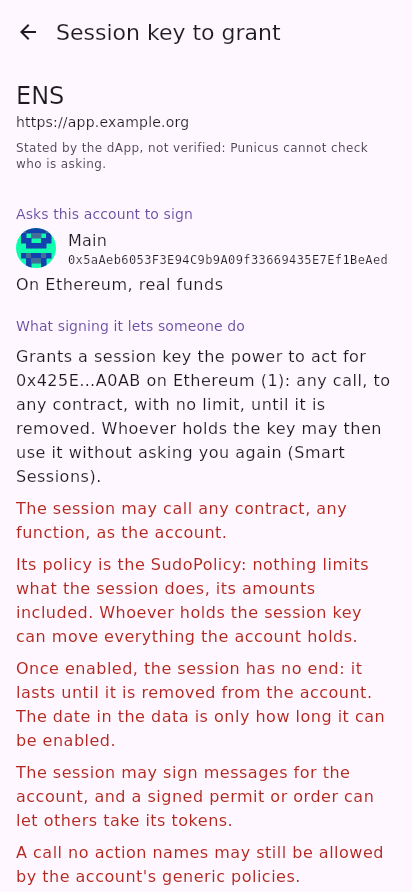 Session key to grant
ENS
https://app.example.org
Stated by the dApp, not verified: Punicus cannot check
who is asking.
Asks this account to sign
Main
0x5aAeb6053F3E94C9b9A09f33669435E7Ef1BeAed
On Ethereum, real funds
What signing it lets someone do
Grants a session key the power to act for
0x425E…A0AB on Ethereum (1): any call, to
any contract, with no limit, until it is
removed. Whoever holds the key may then
use it without asking you again (Smart
Sessions).
The session may call any contract, any
function, as the account.
Its policy is the SudoPolicy: nothing limits
what the session does, its amounts
included. Whoever holds the session key
can move everything the account holds.
Once enabled, the session has no end: it
lasts until it is removed from the account.
The date in the data is only how long it can
be enabled.
The session may sign messages for the
account, and a signed permit or order can
let others take its tokens.
A call no action names may still be allowed
by the account's generic policies.